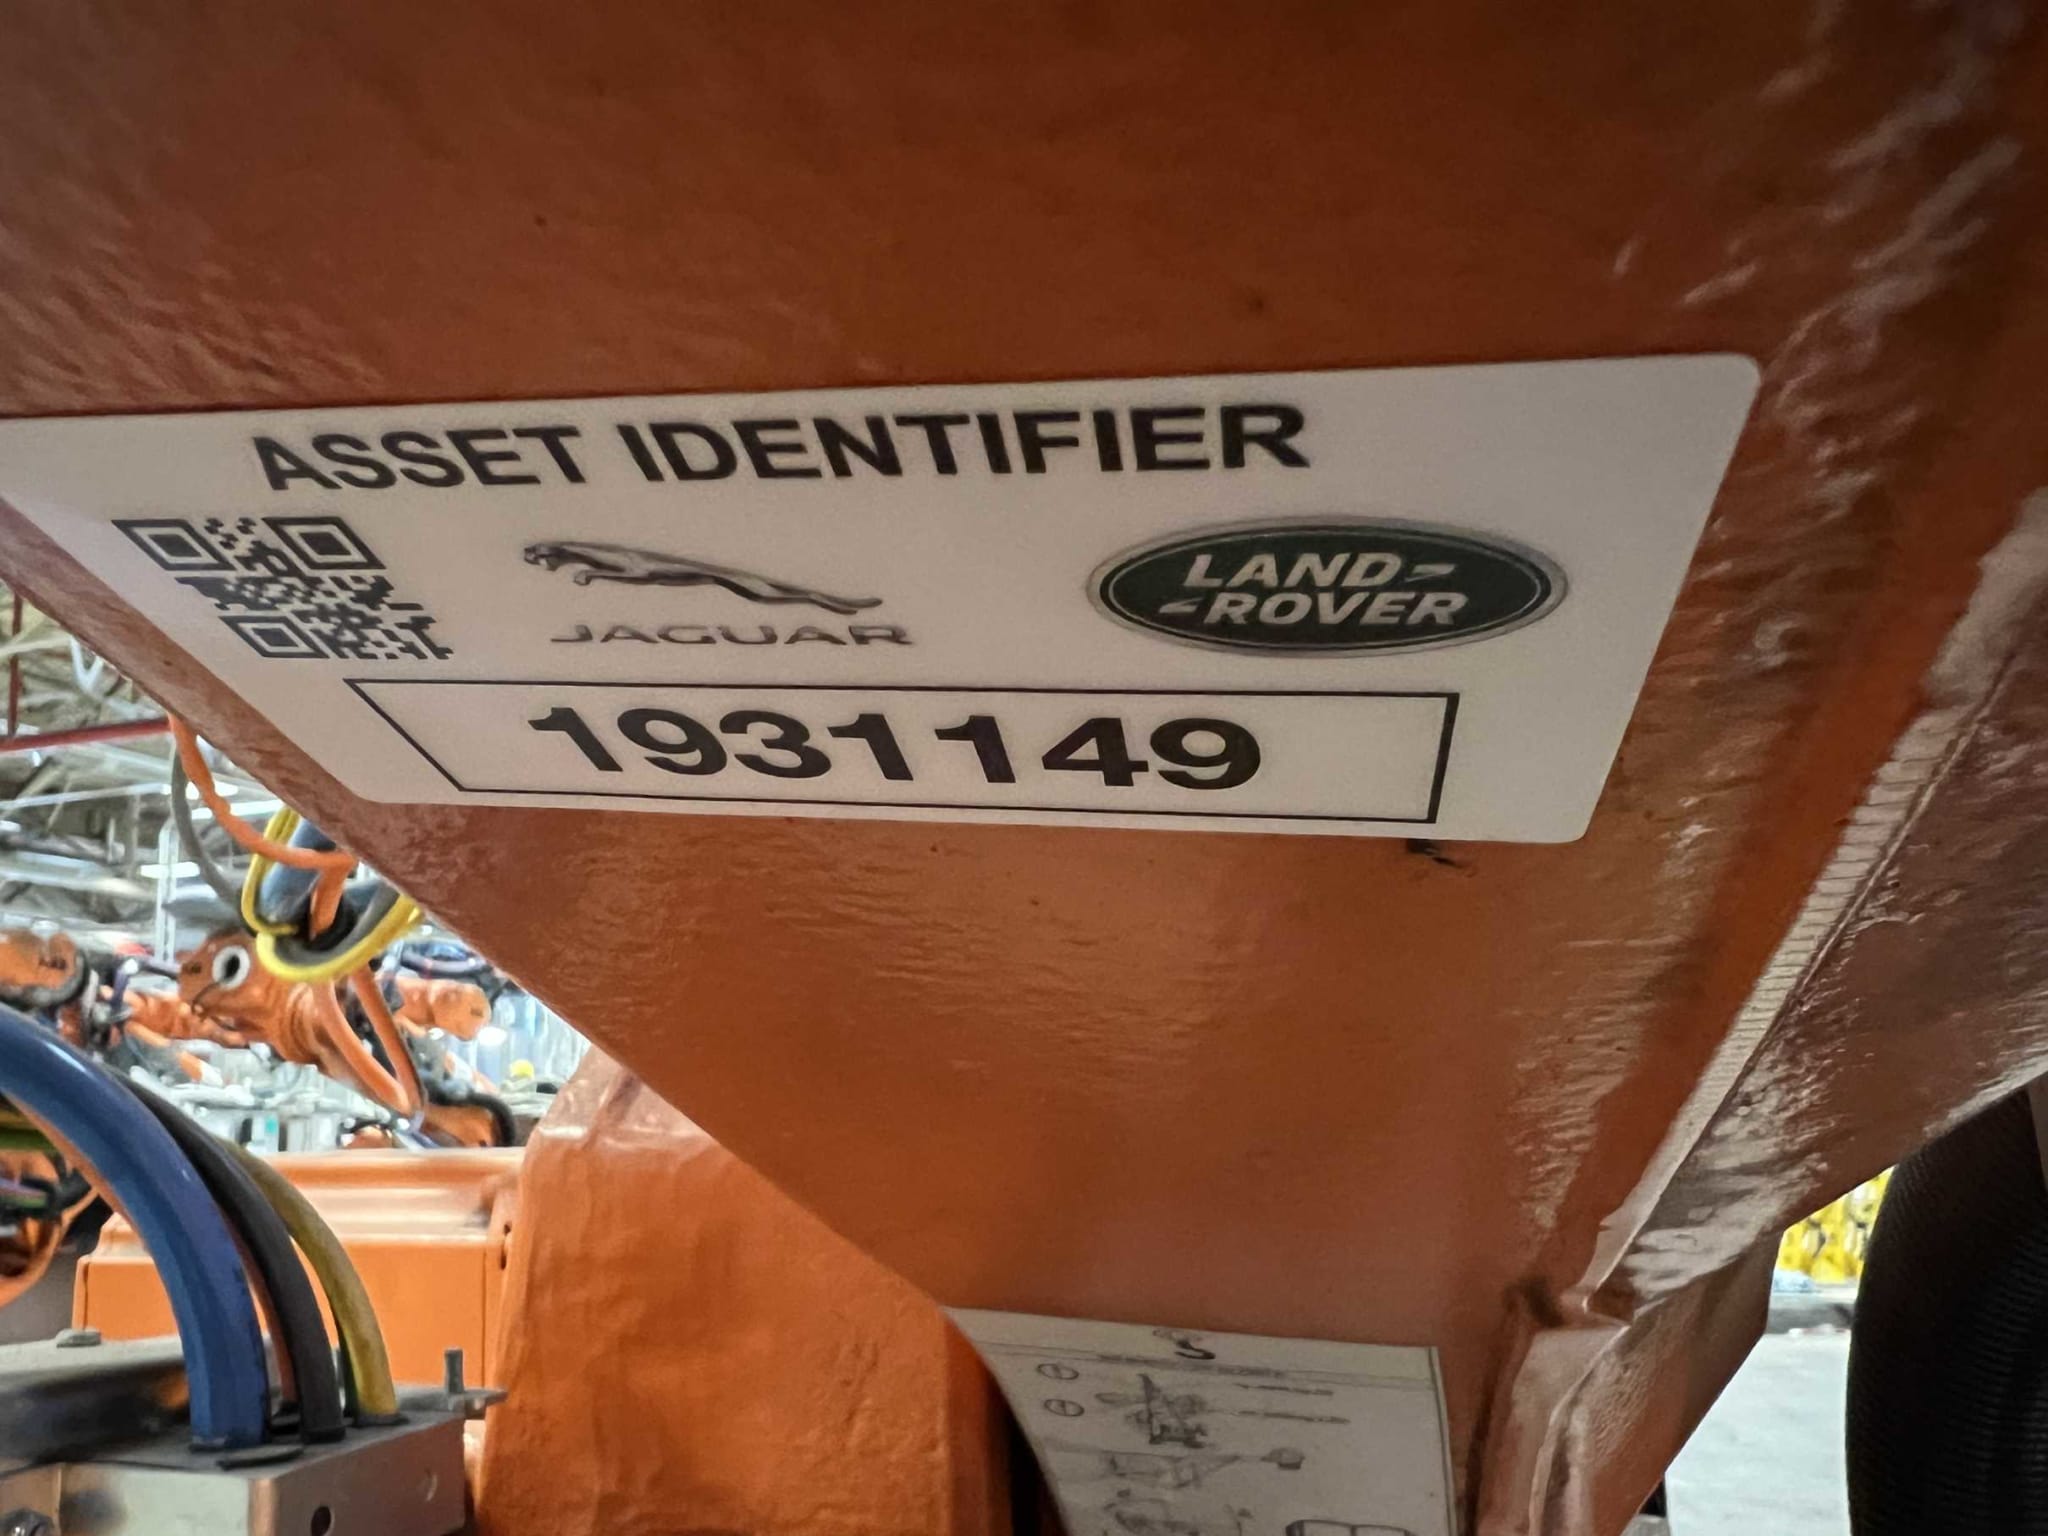 ASSET IDENTIFIER
JAGUAR
LAND
ROVER
1931149